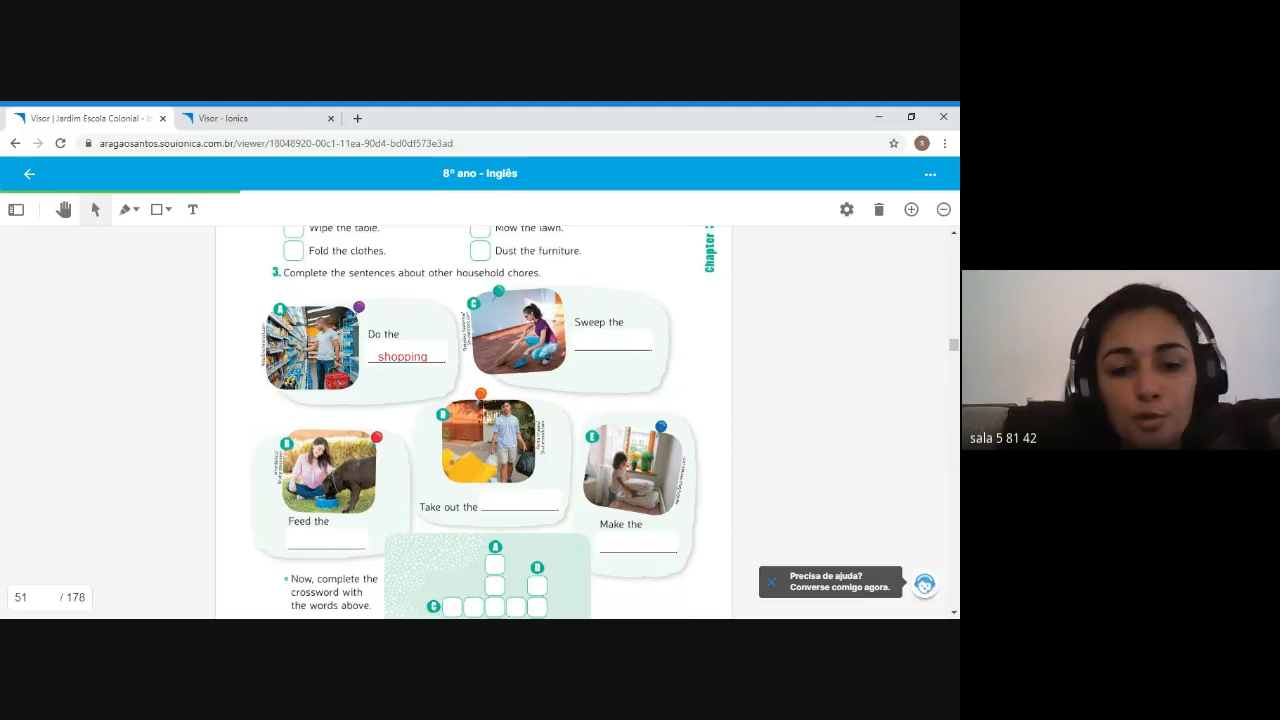 Visor | Jardim Escola Colonial - Io
Visor - Ionica
aragaosantos.souionica.com.br/viewer/18048920-00c1-11ea-90d4-bd0df573e3ad
S
8º ano - Inglês
T
Wipe the table.
Mow the lawn.
Fold the clothes.
Dust the furniture.
chapter
3. Complete the sentences about other household chores.
A
Do the
shopping
C
Sweep the
B
Feed the
D
Take out the
E
Make the
Now, complete the
crossword with
the words above.
A
D
C
51 / 178
Precisa de ajuda?
Converse comigo agora.
sala 5 81 42